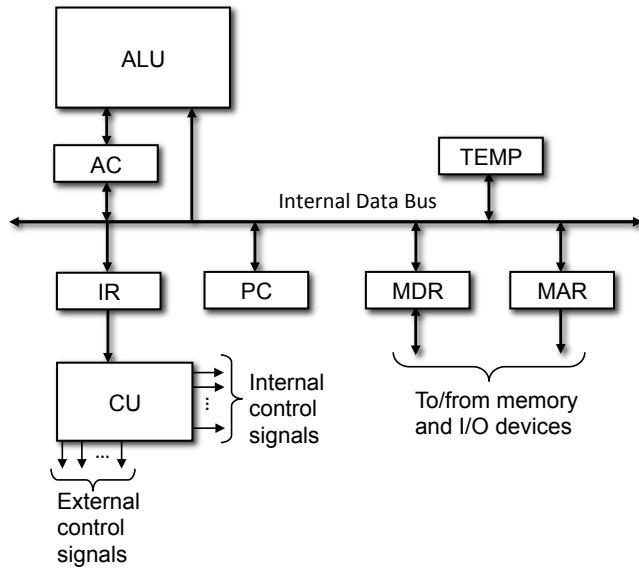 ALU
AC
TEMP
Internal Data Bus
IR
PC
MDR
MAR
CU
...
Internal
control
signals
To/from memory
and I/O devices
...
External
control
signals